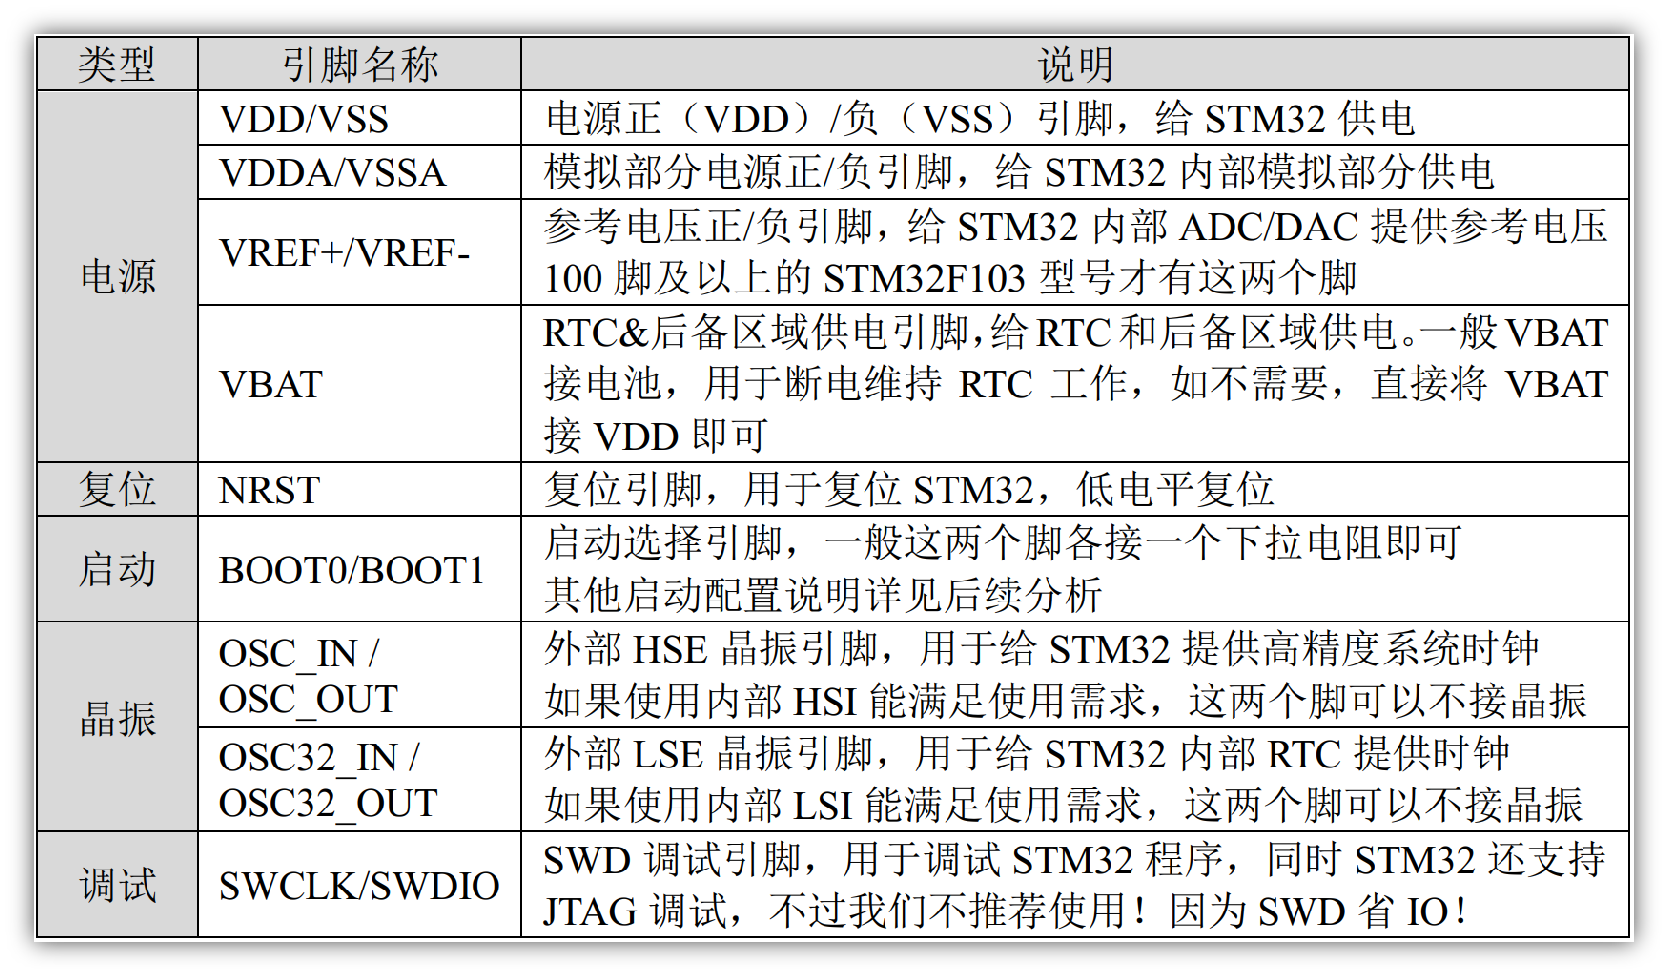 类型 引脚名称 说明
电源
VDD/VSS 电源正（VDD）/负（VSS）引脚，给 STM32 供电
VDDA/VSSA 模拟部分电源正/负引脚，给 STM32 内部模拟部分供电
VREF+/VREF- 参考电压正/负引脚，给 STM32 内部 ADC/DAC 提供参考电压
100 脚及以上的 STM32F103 型号才有这两个脚
VBAT RTC&后备区域供电引脚，给 RTC 和后备区域供电。一般 VBAT
接电池，用于断电维持 RTC 工作，如不需要，直接将 VBAT
接 VDD 即可
复位 NRST 复位引脚，用于复位 STM32，低电平复位
启动 BOOT0/BOOT1 启动选择引脚，一般这两个脚各接一个下拉电阻即可
其他启动配置说明详见后续分析
晶振
OSC_IN / 外部 HSE 晶振引脚，用于给 STM32 提供高精度系统时钟
OSC_OUT 如果使用内部 HSI 能满足使用需求，这两个脚可以不接晶振
OSC32_IN / 外部 LSE 晶振引脚，用于给 STM32 内部 RTC 提供时钟
OSC32_OUT 如果使用内部 LSI 能满足使用需求，这两个脚可以不接晶振
调试 SWCLK/SWDIO SWD 调试引脚，用于调试 STM32 程序，同时 STM32 还支持
JTAG 调试，不过我们不推荐使用！因为 SWD 省 IO！